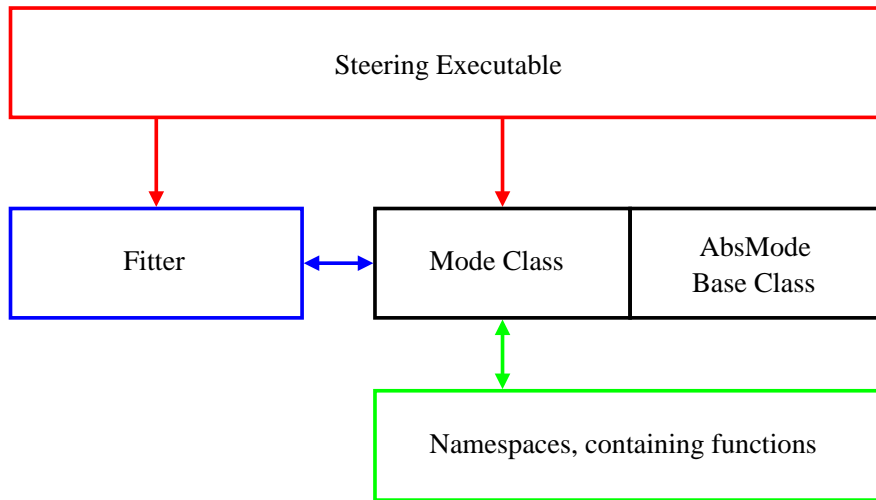 Steering Executable
Fitter
Mode Class
AbsMode
Base Class
Namespaces, containing functions